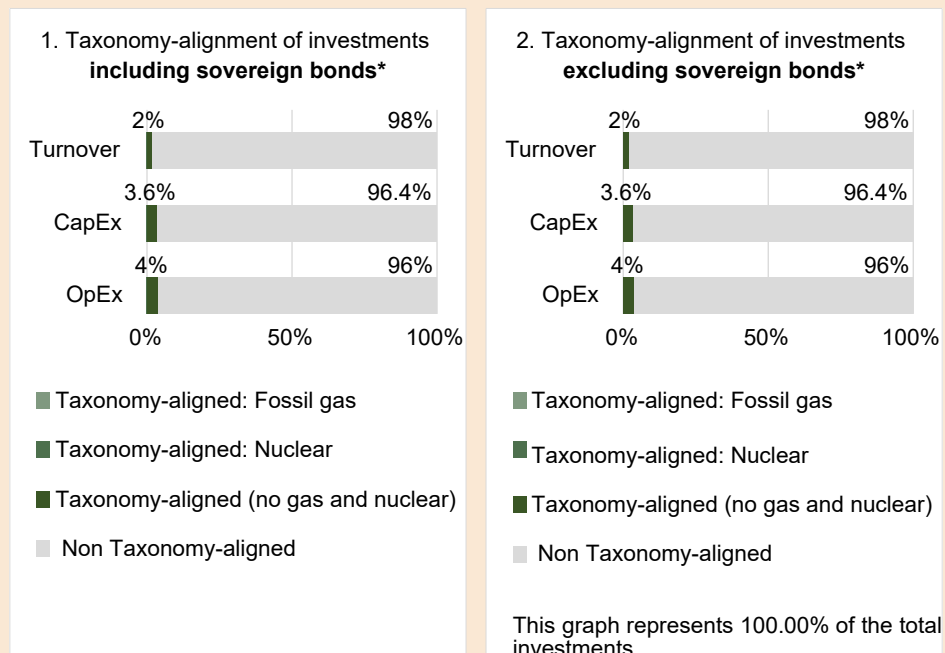 1. Taxonomy-alignment of investments
including sovereign bonds*
2% 98%
Turnover
3.6% 96.4%
CapEx
4% 96%
OpEx
0% 50% 100%
Taxonomy-aligned: Fossil gas
Taxonomy-aligned: Nuclear
Taxonomy-aligned (no gas and nuclear)
Non Taxonomy-aligned
2. Taxonomy-alignment of investments
excluding sovereign bonds*
2% 98%
Turnover
3.6% 96.4%
CapEx
4% 96%
OpEx
0% 50% 100%
Taxonomy-aligned: Fossil gas
Taxonomy-aligned: Nuclear
Taxonomy-aligned (no gas and nuclear)
Non Taxonomy-aligned
This graph represents 100.00% of the total
investments